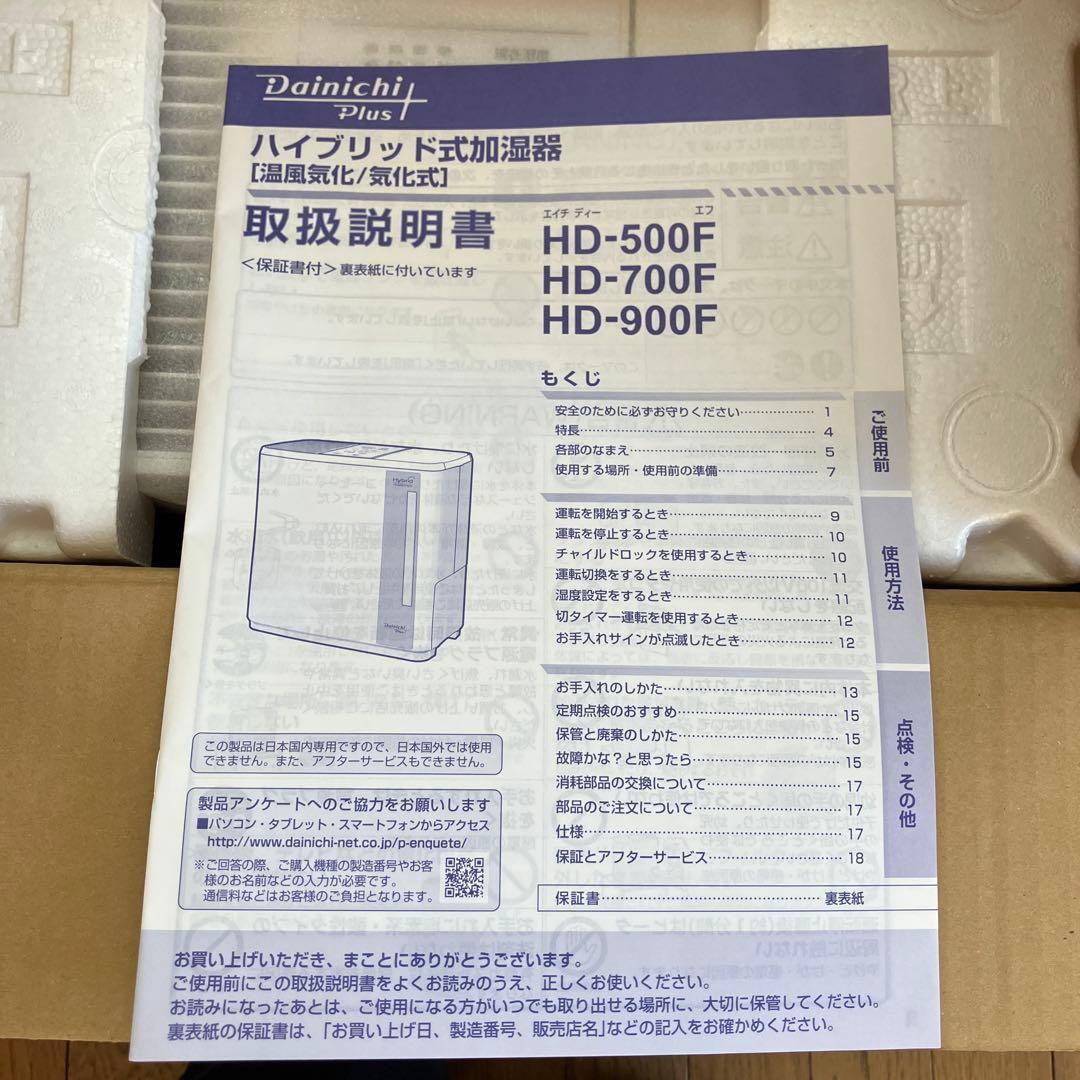 Dainichi
Plus
ハイブリッド式加湿器
[温風気化/気化式]
取扱説明書
<保証書付>裏表紙に付いています
エイチ ディー エフ
HD-500F
HD-700F
HD-900F
もくじ
安全のために必ずお守りください……………… 1
特長…………………………………………… 4
各部のなまえ………………………………… 5
使用する場所・使用前の準備………………… 7
ご使用前
運転を開始するとき………………………… 9
運転を停止するとき………………………… 10
チャイルドロックを使用するとき…………… 10
運転切換をするとき………………………… 11
湿度設定をするとき………………………… 11
切タイマー運転を使用するとき……………… 12
お手入れサインが点滅したとき……………… 12
使用方法
お手入れのしかた…………………………… 13
定期点検のおすすめ………………………… 15
保管と廃棄のしかた………………………… 15
故障かな?と思ったら……………………… 15
消耗部品の交換について…………………… 17
部品のご注文について……………………… 17
仕様…………………………………………… 17
保証とアフターサービス…………………… 18
点検・その他
保証書………………………………………… 裏表紙
Hybrid
Dainichi
Plus
この製品は日本国内専用ですので、日本国外では使用
できません。また、アフターサービスもできません。
製品アンケートへのご協力をお願いします
■パソコン・タブレット・スマートフォンからアクセス
http://www.dainichi-net.co.jp/p-enquete/
※ご回答の際、ご購入機種の製造番号やお客
様のお名前などの入力が必要です。
通信料などはお客様のご負担となります。
お買い上げいただき、まことにありがとうございます。
ご使用前にこの取扱説明書をよくお読みのうえ、正しくお使いください。
お読みになったあとは、ご使用になる方がいつでも取り出せる場所に、大切に保管してください。
裏表紙の保証書は、「お買い上げ日、製造番号、販売店名」などの記入をお確かめください。